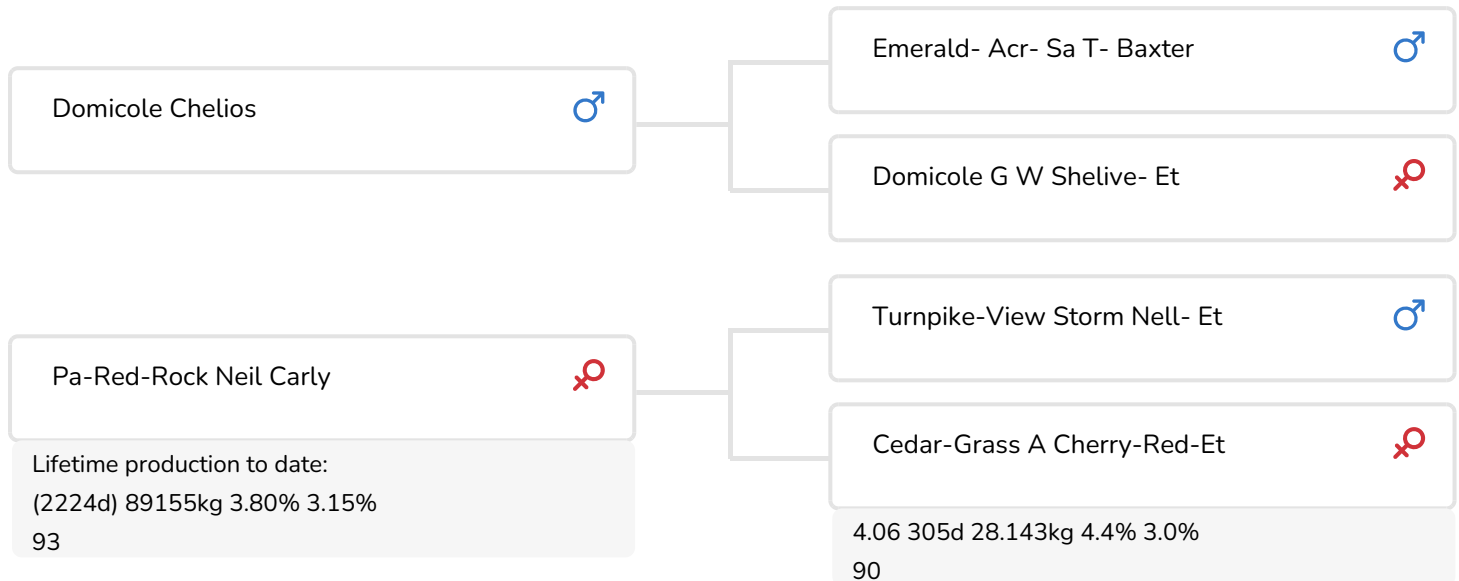 Emerald- Acr- Sa T- Baxter
Domicole Chelios
Domicole G W Shelive- Et
Turnpike-View Storm Nell- Et
Pa-Red-Rock Neil Carly
Cedar-Grass A Cherry-Red-Et
Lifetime production to date:
(2224d) 89155kg 3.80% 3.15%
93
4.06 305d 28.143kg 4.4% 3.0%
90